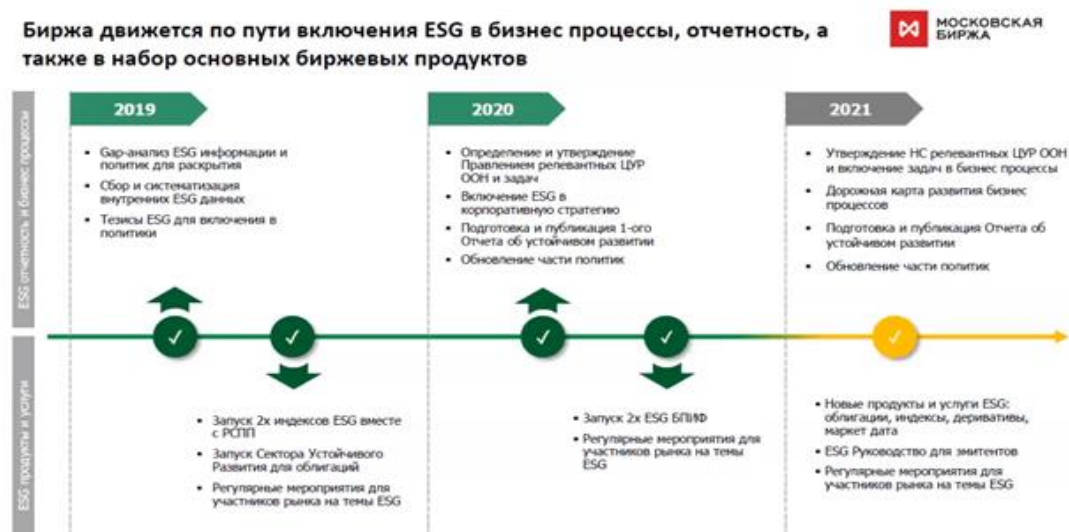 Биржа движется по пути включения ESG в бизнес процессы, отчетность, а
также в набор основных биржевых продуктов
МОСКОВСКАЯ
БИРЖА
ESG отчетность и бизнес процессы
2019
• Gap-анализ ESG информации и
политик для раскрытия
• Сбор и систематизация
внутренних ESG данных
• Тезисы ESG для включения в
политики
2020
• Определение и утверждение
Правлением релевантных ЦУР
ООН и задач
• Включение ESG в
корпоративную стратегию
• Подготовка и публикация 1-ого
Отчета об устойчивом развитии
• Обновление части политик
2021
• Утверждение НС релевантных ЦУР ООН
и включение задач в бизнес процессы
• Дорожная карта развития бизнес
процессов
• Подготовка и публикация Отчета об
устойчивом развитии
• Обновление части политик
ESG продукты и услуги
• Запуск 2х индексов ESG вместе
с РСПП
• Запуск Сектора Устойчивого
Развития для облигаций
• Регулярные мероприятия для
участников рынка на темы ESG
• Запуск 2х ESG БПИФ
• Регулярные мероприятия для
участников рынка на темы
ESG
• Новые продукты и услуги ESG:
облигации, индексы, деривативы,
маркет дата
• ESG Руководство для эмитентов
• Регулярные мероприятия для
участников рынка на темы ESG